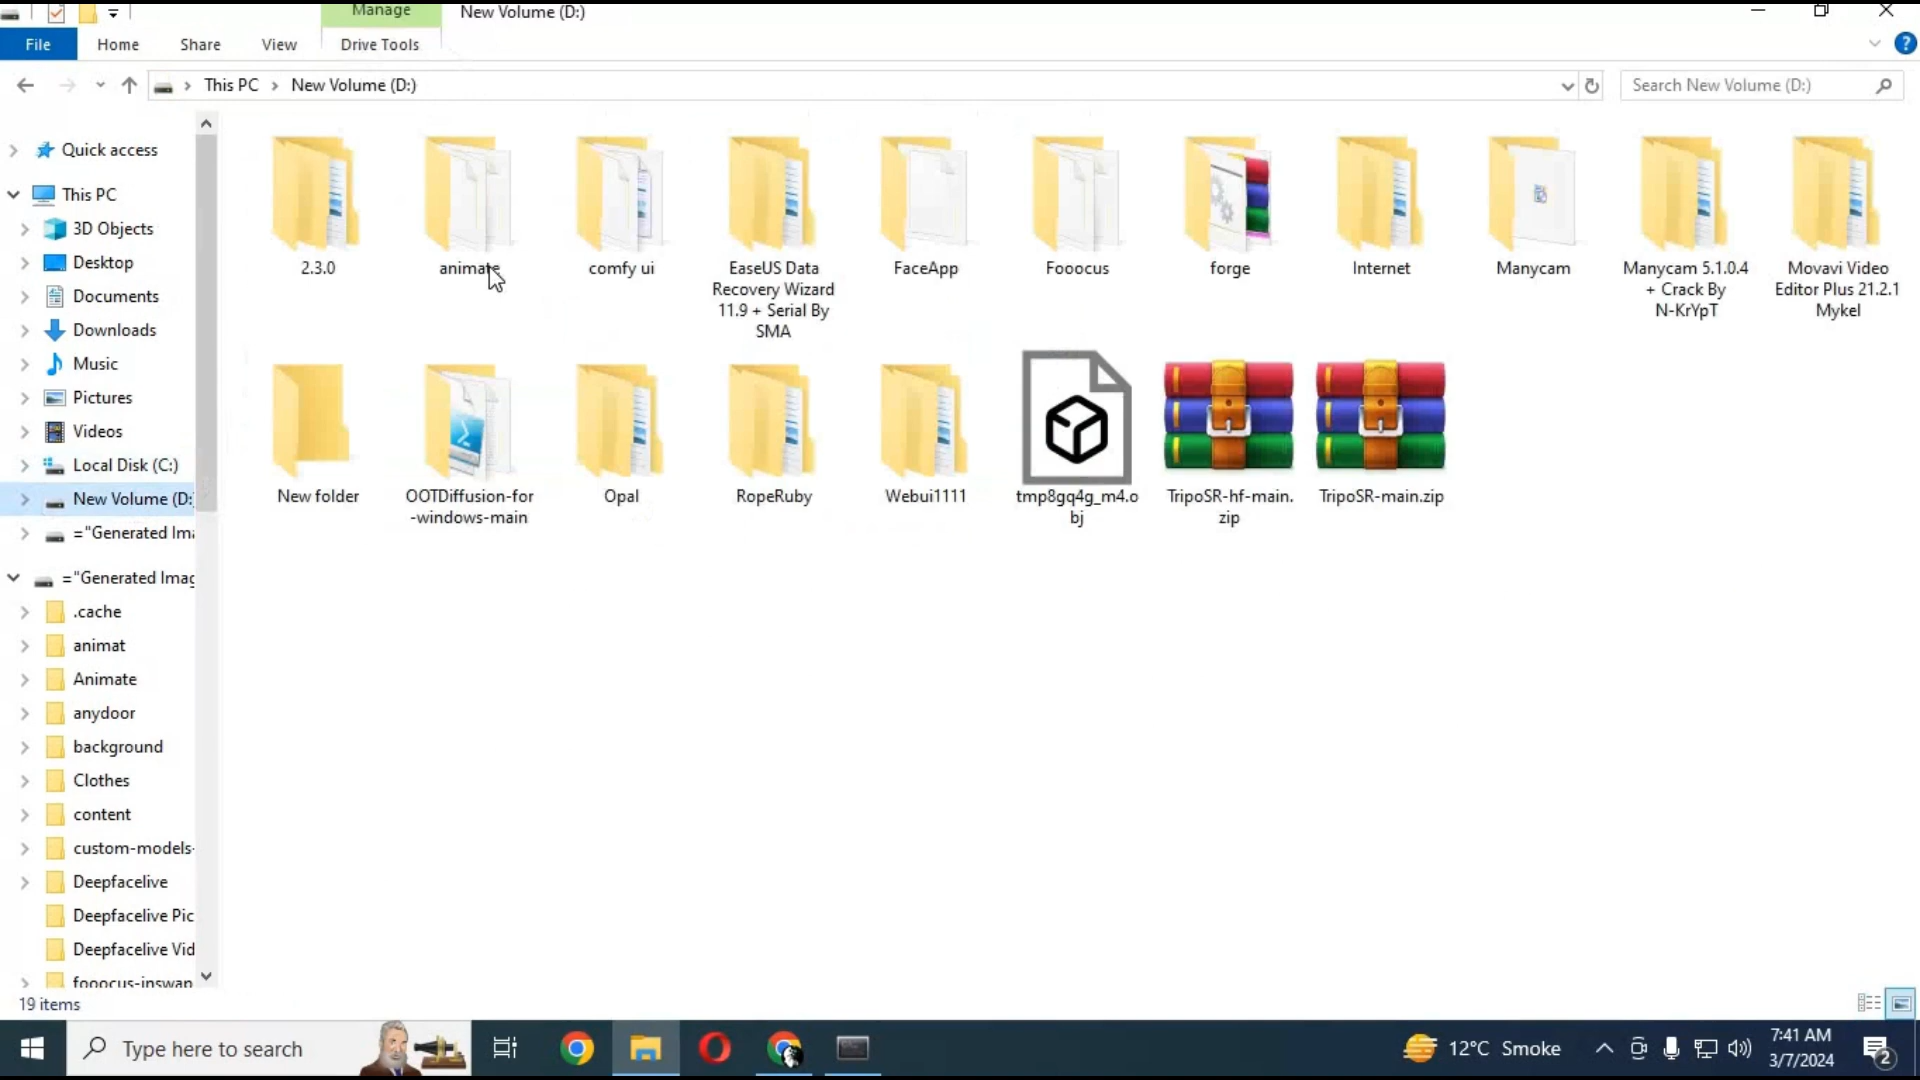 Manage
New Volume (D:)
File
Home
Share
View
Drive Tools
This PC
New Volume (D:)
Search New Volume (D:)
Quick access
This PC
3D Objects
Desktop
Documents
Downloads
Music
Pictures
Videos
Local Disk (C:)
New Volume (D:
="Generated Ima
="Generated Imag
.cache
animat
Animate
anydoor
background
Clothes
content
custom-models-
Deepfacelive
Deepfacelive Pic
Deepfacelive Vid
fooocus-inswap
2.3.0
animate
comfy ui
EaseUS Data
Recovery Wizard
11.9 + Serial By
SMA
FaceApp
Fooocus
forge
Internet
Manycam
Manycam 5.1.0.4
+ Crack By
N-KrYpT
Movavi Video
Editor Plus 21.2.1
Mykel
New folder
OOTDiffusion-for
-windows-main
Opal
RopeRuby
Webui1111
tmp8gq4g_m4.o
bj
TripoSR-hf-main.
zip
TripoSR-main.zip
19 items
Type here to search
12°C Smoke
7:41 AM
3/7/2024
2